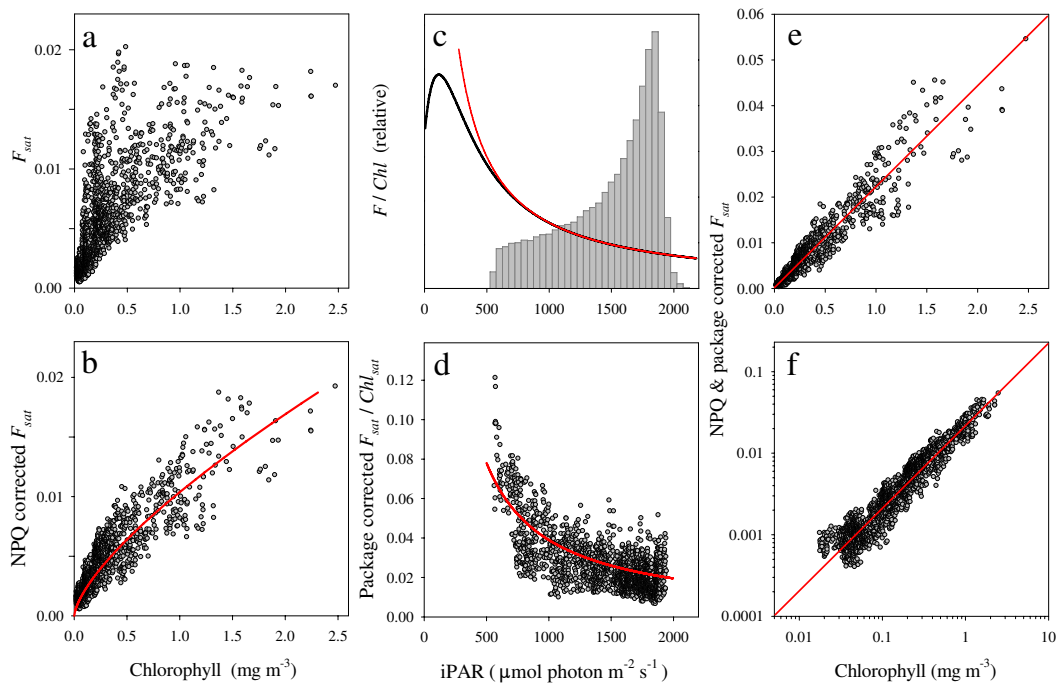 a
F_sat
0.02
0.01
0.00
0.0 0.5 1.0 1.5 2.0 2.5
b
NPQ corrected F_sat
0.02
0.01
0.00
0.0 0.5 1.0 1.5 2.0 2.5
Chlorophyll (mg m⁻³)
c
F / Chl (relative)
0 500 1000 1500 2000
d
Package corrected F_sat / Chl_sat
0.12
0.10
0.08
0.06
0.04
0.02
0.00
0 500 1000 1500 2000
iPAR ( μmol photon m⁻² s⁻¹)
e
NPQ & package corrected F_sat
0.06
0.05
0.04
0.03
0.02
0.01
0.00
0.0 0.5 1.0 1.5 2.0 2.5
f
0.1
0.01
0.001
0.0001
0.01 0.1 1 10
Chlorophyll (mg m⁻³)